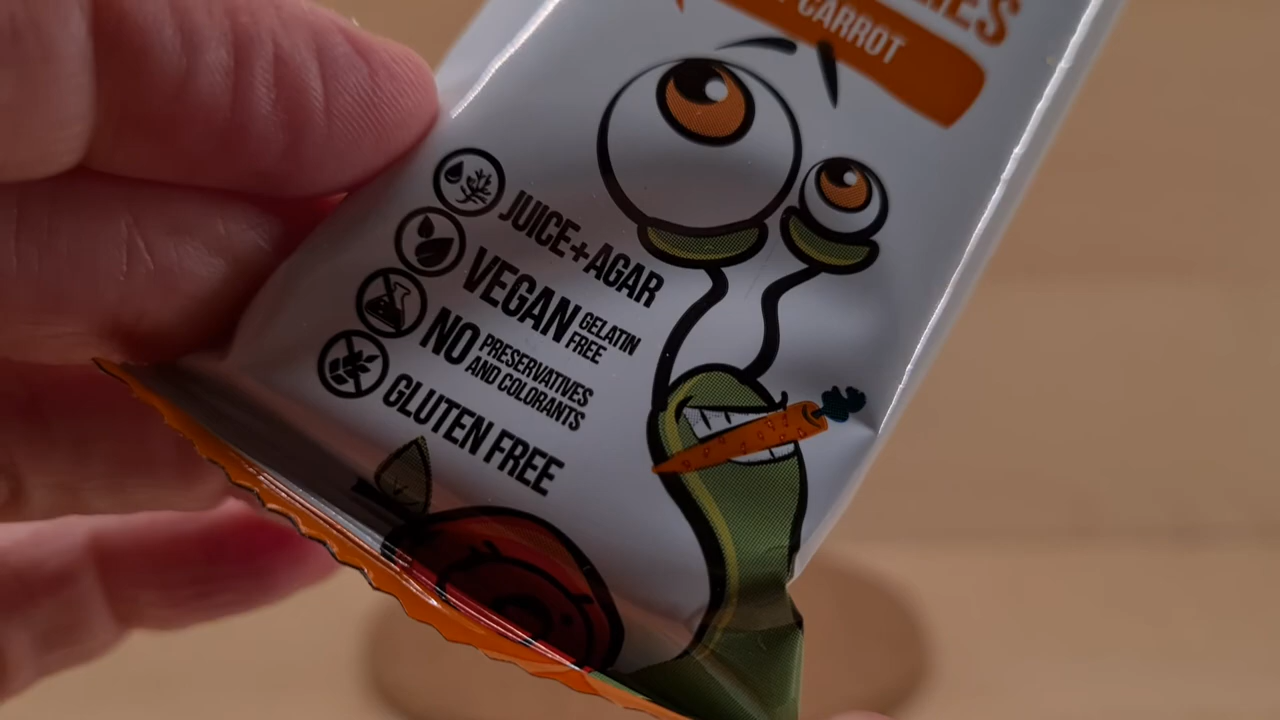 CARROT
JUICE+AGAR
VEGAN GELATIN
FREE
NO PRESERVATIVES
AND COLORANTS
GLUTEN FREE